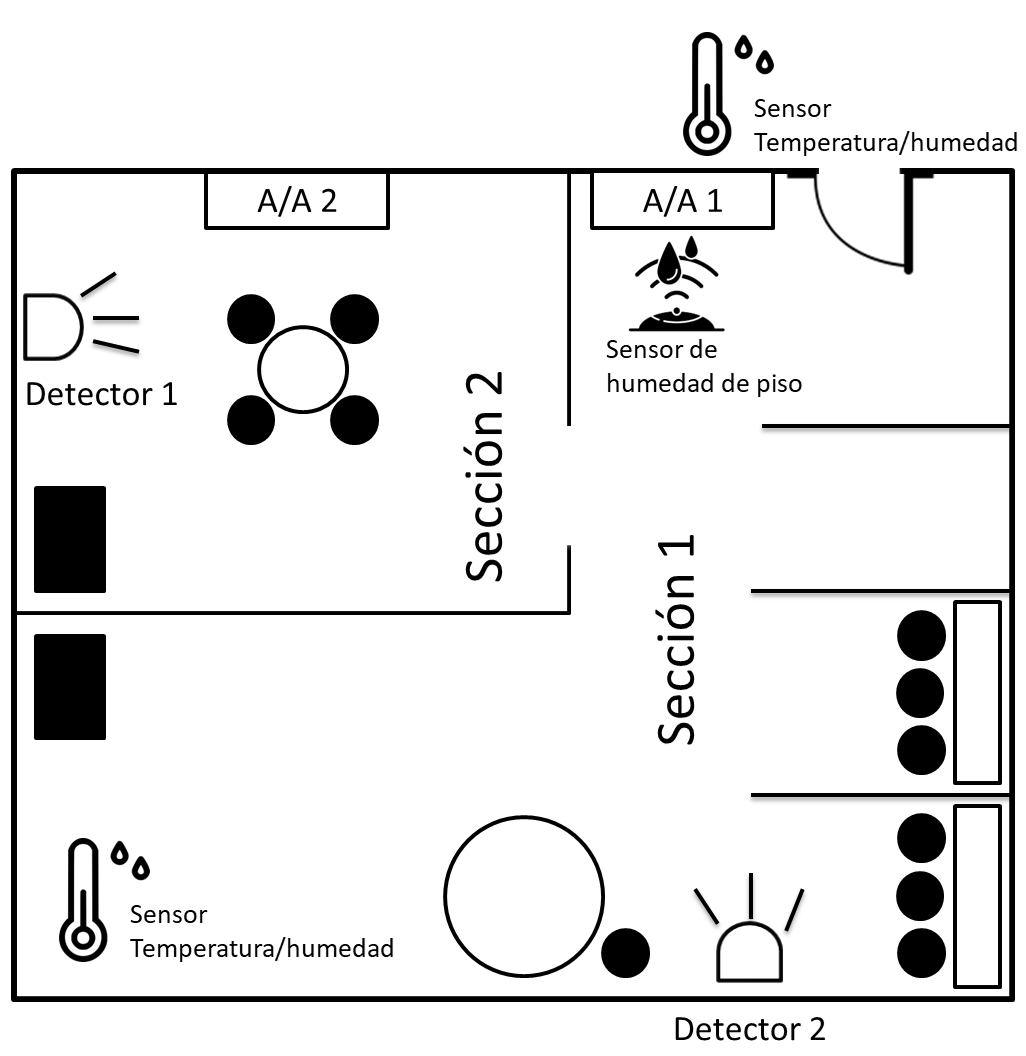 Sensor
Temperatura/humedad
A/A 2
A/A 1
Sensor de
humedad de piso
Detector 1
Sección 2
Sección 1
Sensor
Temperatura/humedad
Detector 2